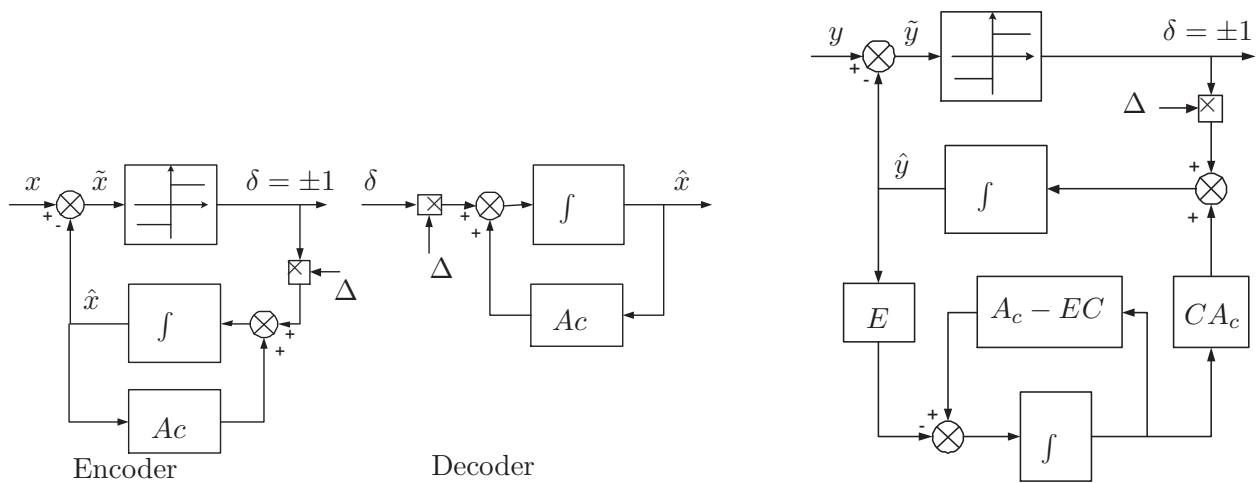 x
+
-
x̃
δ = ±1
×
Δ
x̂
∫
+
+
Ac
Encoder
δ
×
Δ
+
+
∫
x̂
Ac
Decoder
y
+
-
ỹ
δ = ±1
Δ
×
ŷ
∫
+
+
E
A_c − EC
CA_c
+
-
∫